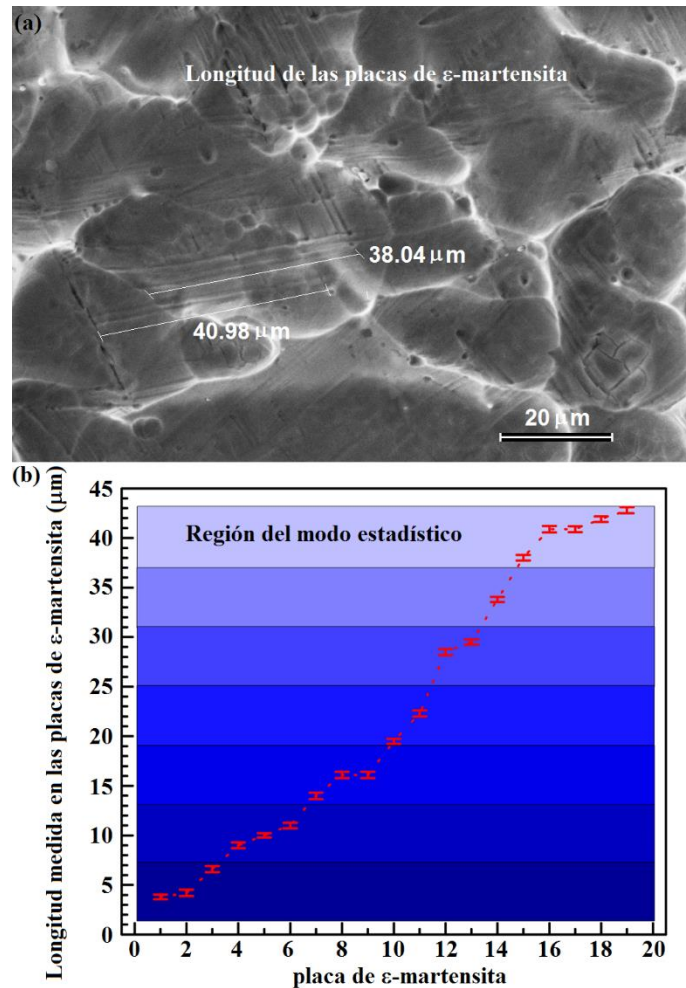 (a)
Longitud de las placas de ε-martensita
38.04 μm
40.98 μm
20 μm
(b)
Longitud medida en las placas de ε-martensita (μm)
45
40
35
30
25
20
15
10
5
0
Región del modo estadístico
0 2 4 6 8 10 12 14 16 18 20
placa de ε-martensita